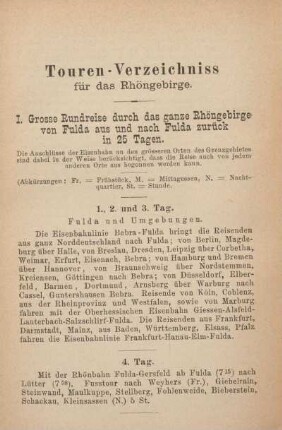 Touren-Verzeichniss
für das Rhöngebirge.
I. Grosse Rundreise durch das ganze Rhöngebirge
von Fulda aus und nach Fulda zurück
in 25 Tagen.
Die Anschlüsse der Eisenbahn an den grösseren Orten des Grenzgebietes
sind dabei in der Weise berücksichtigt, dass die Reise auch von jedem
anderen Orte aus begonnen werden kann.
(Abkürzungen: Fr. = Frühstück, M. = Mittagessen, N. = Nacht-
quartier, St. = Stunde.
1., 2. und 3. Tag.
Fulda und Umgebungen.
Die Eisenbahnlinie Bebra-Fulda bringt die Reisenden
aus ganz Norddeutschland nach Fulda; von Berlin, Magde-
burg über Halle, von Breslau, Dresden, Leipzig über Corbetha,
Weimar, Erfurt, Eisenach, Bebra; von Hamburg und Bremen
über Hannover, von Braunschweig über Nordstemmen,
Kreiensen, Göttingen nach Bebra; von Düsseldorf, Elber-
feld, Barmen, Dortmund, Arnsberg über Warburg nach
Cassel, Guntershausen Bebra. Reisende von Köln, Coblenz,
aus der Rheinprovinz und Westfalen, sowie von Marburg
fahren mit der Oberhessischen Eisenbahn Giessen-Alsfeld-
Lauterbach-Salzschlirf-Fulda. Die Reisenden aus Frankfurt,
Darmstadt, Mainz, aus Baden, Württemberg, Elsass, Pfalz
fahren die Eisenbahnlinie Frankfurt-Hanau-Elm-Fulda.
4. Tag.
Mit der Rhönbahn Fulda-Gersfeld ab Fulda (7 15) nach
Lütter (7 58), Fusstour nach Weyhers (Fr.), Giebelrain,
Steinwand, Maulkuppe, Stellberg, Fohlenweide, Bieberstein,
Schackau, Kleinsassen (N.) 5 St.